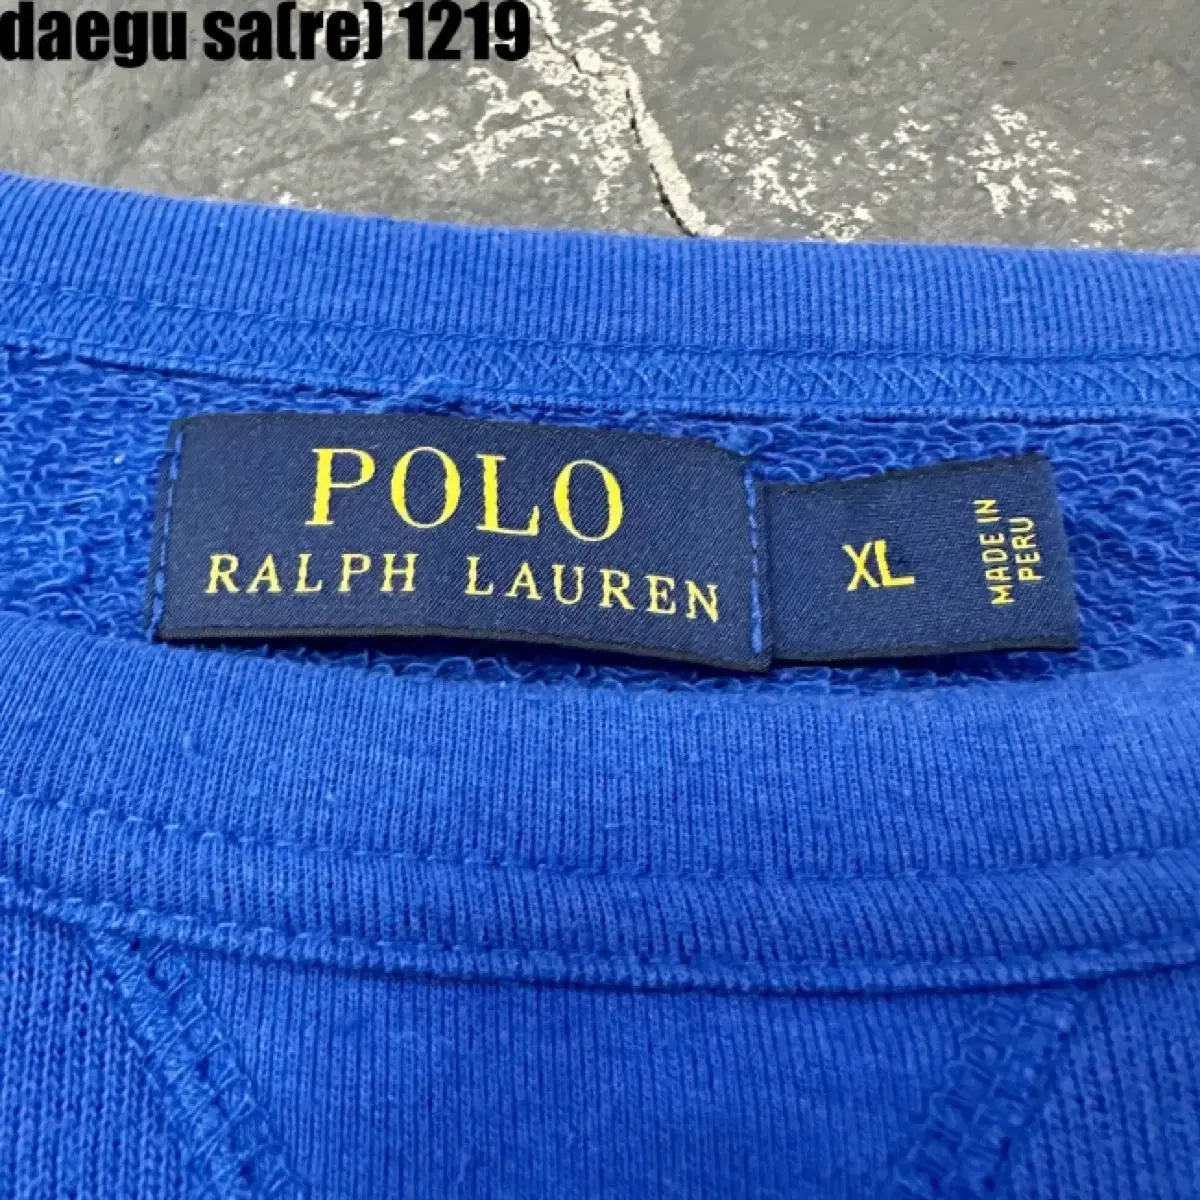 daegu sa(re) 1219
POLO
RALPH LAUREN
XL
MADE IN
PERU